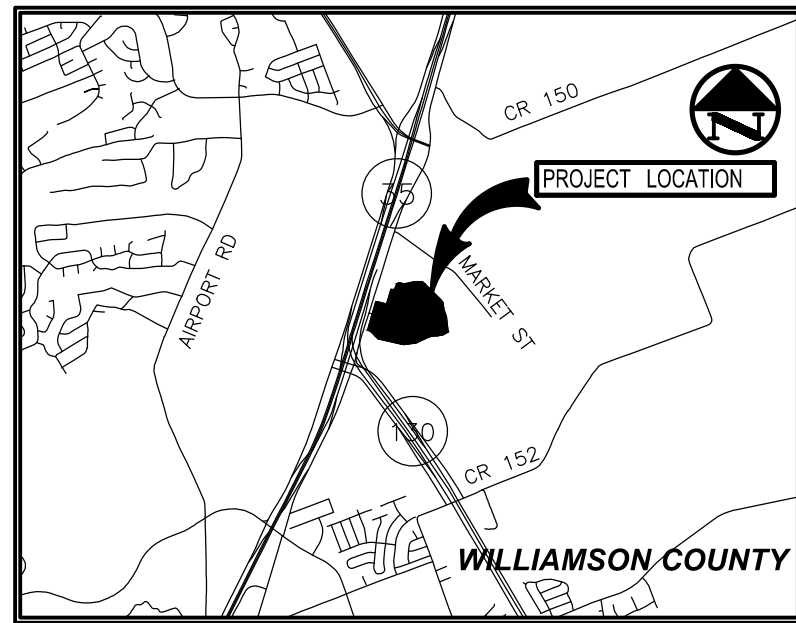 CR 150
N
PROJECT LOCATION
35
AIRPORT RD
MARKET ST
130
CR 152
WILLIAMSON COUNTY